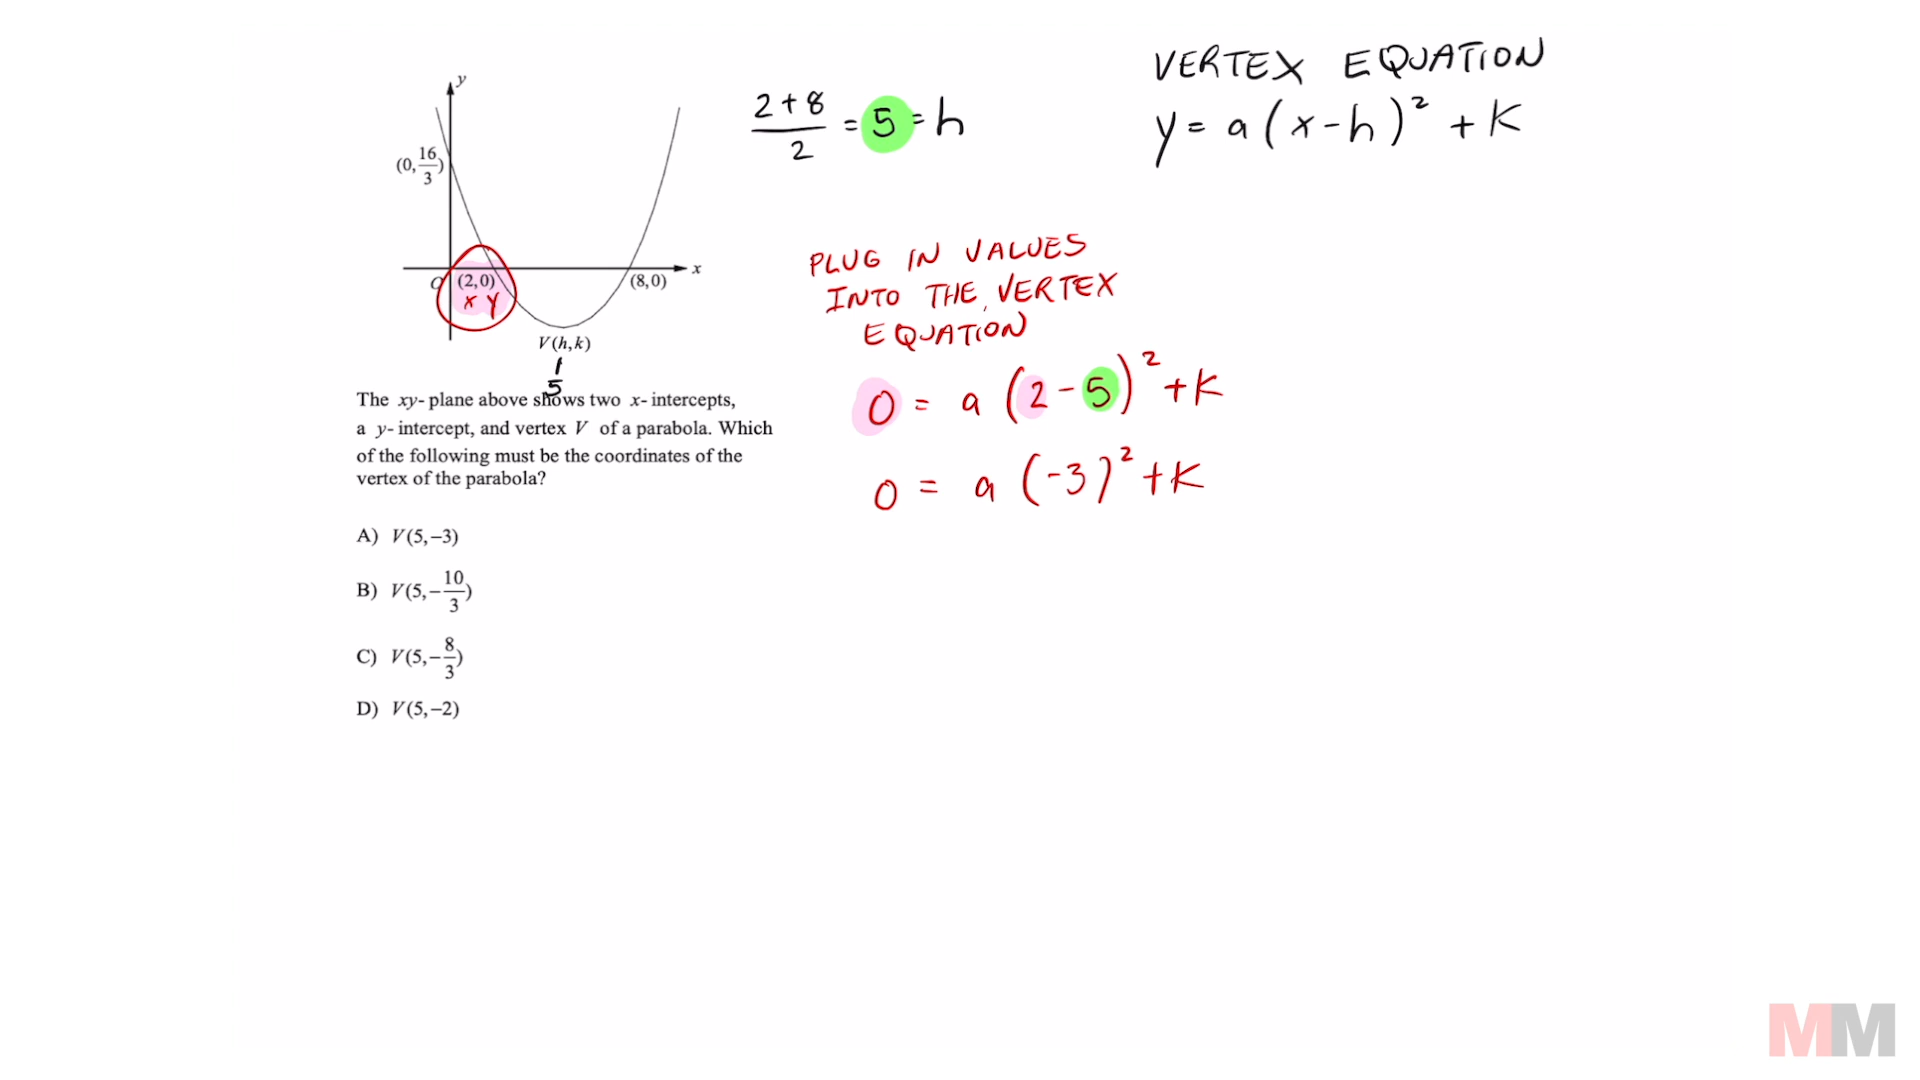 VERTEX EQUATION
y = a(x-h)² + K
2+8
2
= 5 = h
y
(0, 16/3)
O
(2,0)
x y
(8,0)
x
V(h,k)
5
PLUG IN VALUES
INTO THE VERTEX
EQUATION
0 = a(2-5)² + K
0 = a(-3)² + K
The xy- plane above shows two x- intercepts,
a y- intercept, and vertex V of a parabola. Which
of the following must be the coordinates of the
vertex of the parabola?
A) V(5,–3)
B) V(5,–10/3)
C) V(5,–8/3)
D) V(5,–2)
MM